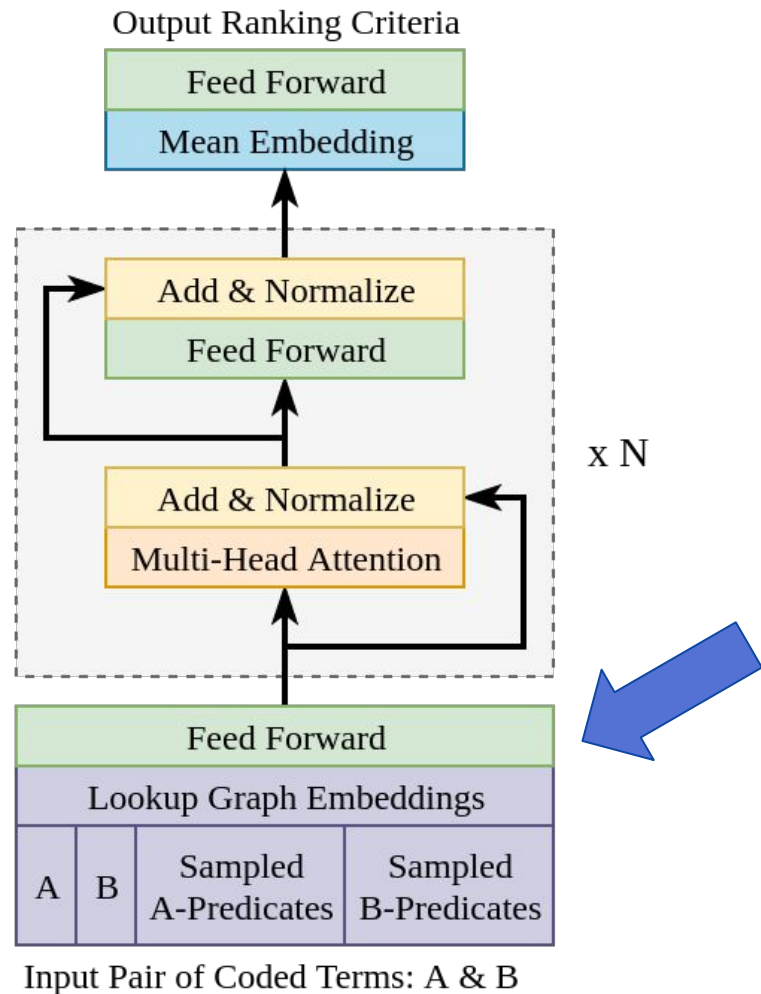 Output Ranking Criteria
Feed Forward
Mean Embedding
Add & Normalize
Feed Forward
x N
Add & Normalize
Multi-Head Attention
Feed Forward
Lookup Graph Embeddings
A
B
Sampled
A-Predicates
Sampled
B-Predicates
Input Pair of Coded Terms: A & B